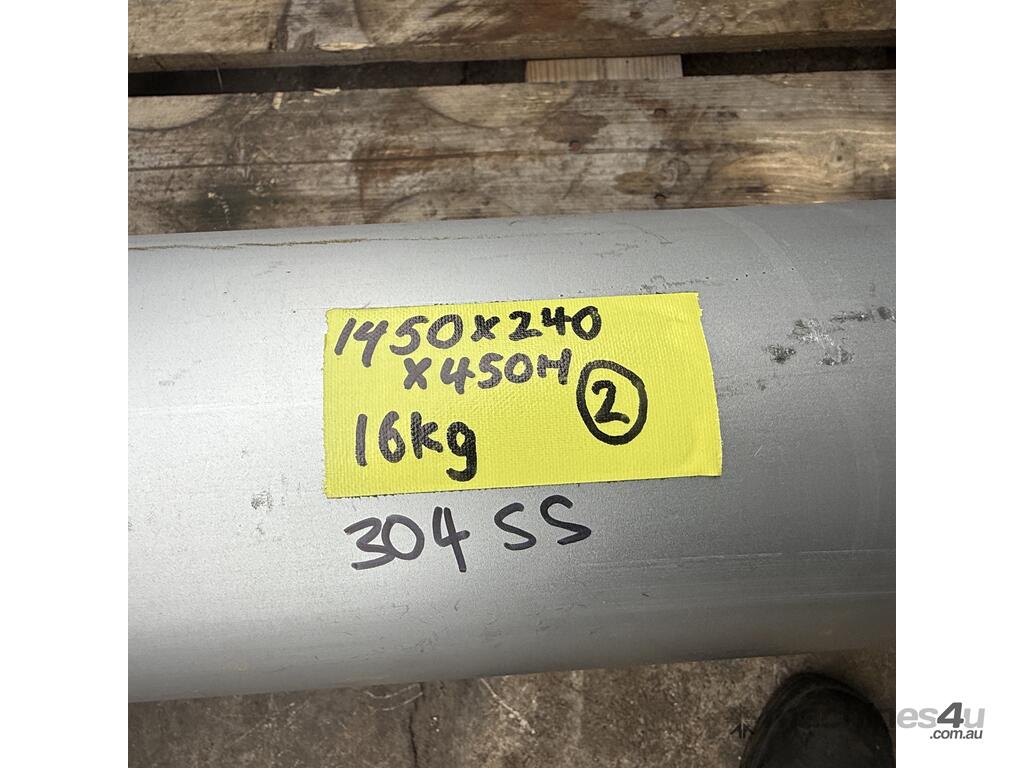 1450x240
x450H
2
16kg
304 SS
machines4u
.com.au